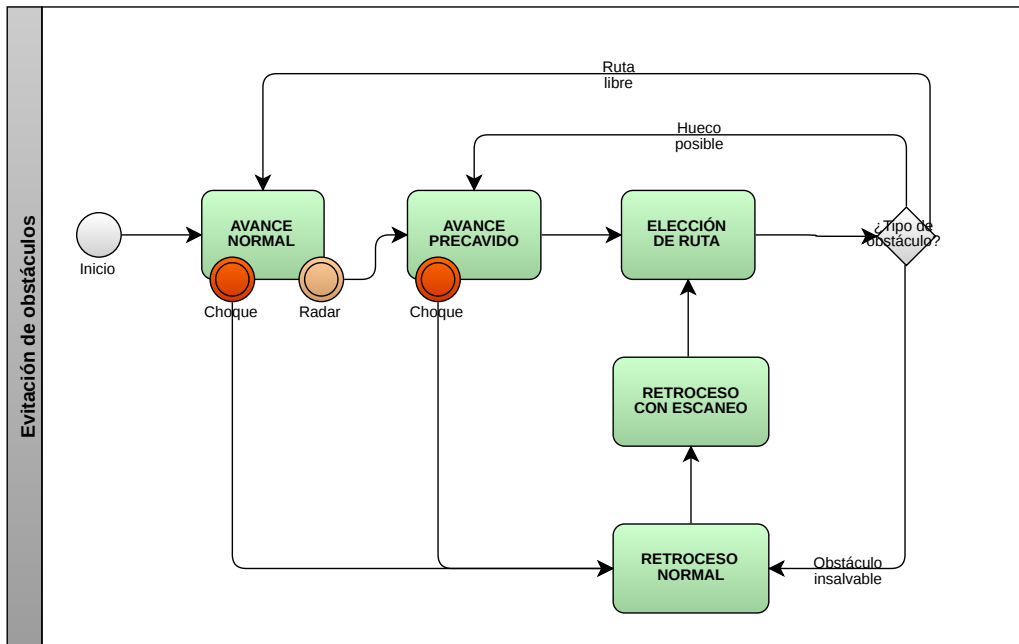 Evitación de obstáculos
Ruta
libre
Hueco
posible
AVANCE
NORMAL
AVANCE
PRECAVIDO
ELECCIÓN
DE RUTA
¿Tipo de
obstáculo?
Inicio
Choque
Radar
Choque
RETROCESO
CON ESCANEO
RETROCESO
NORMAL
Obstáculo
insalvable